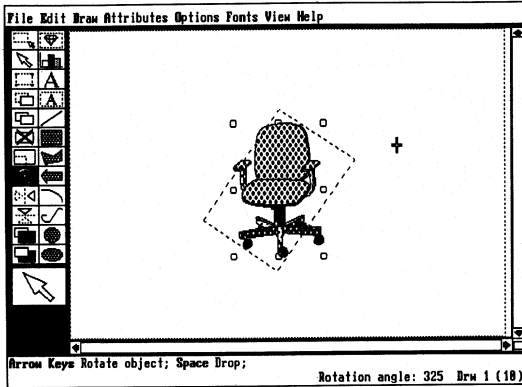 File Edit Draw Attributes Options Fonts View Help
A
A
Arrow Keys Rotate object; Space Drop;
Rotation angle: 325 Drw 1 (10)